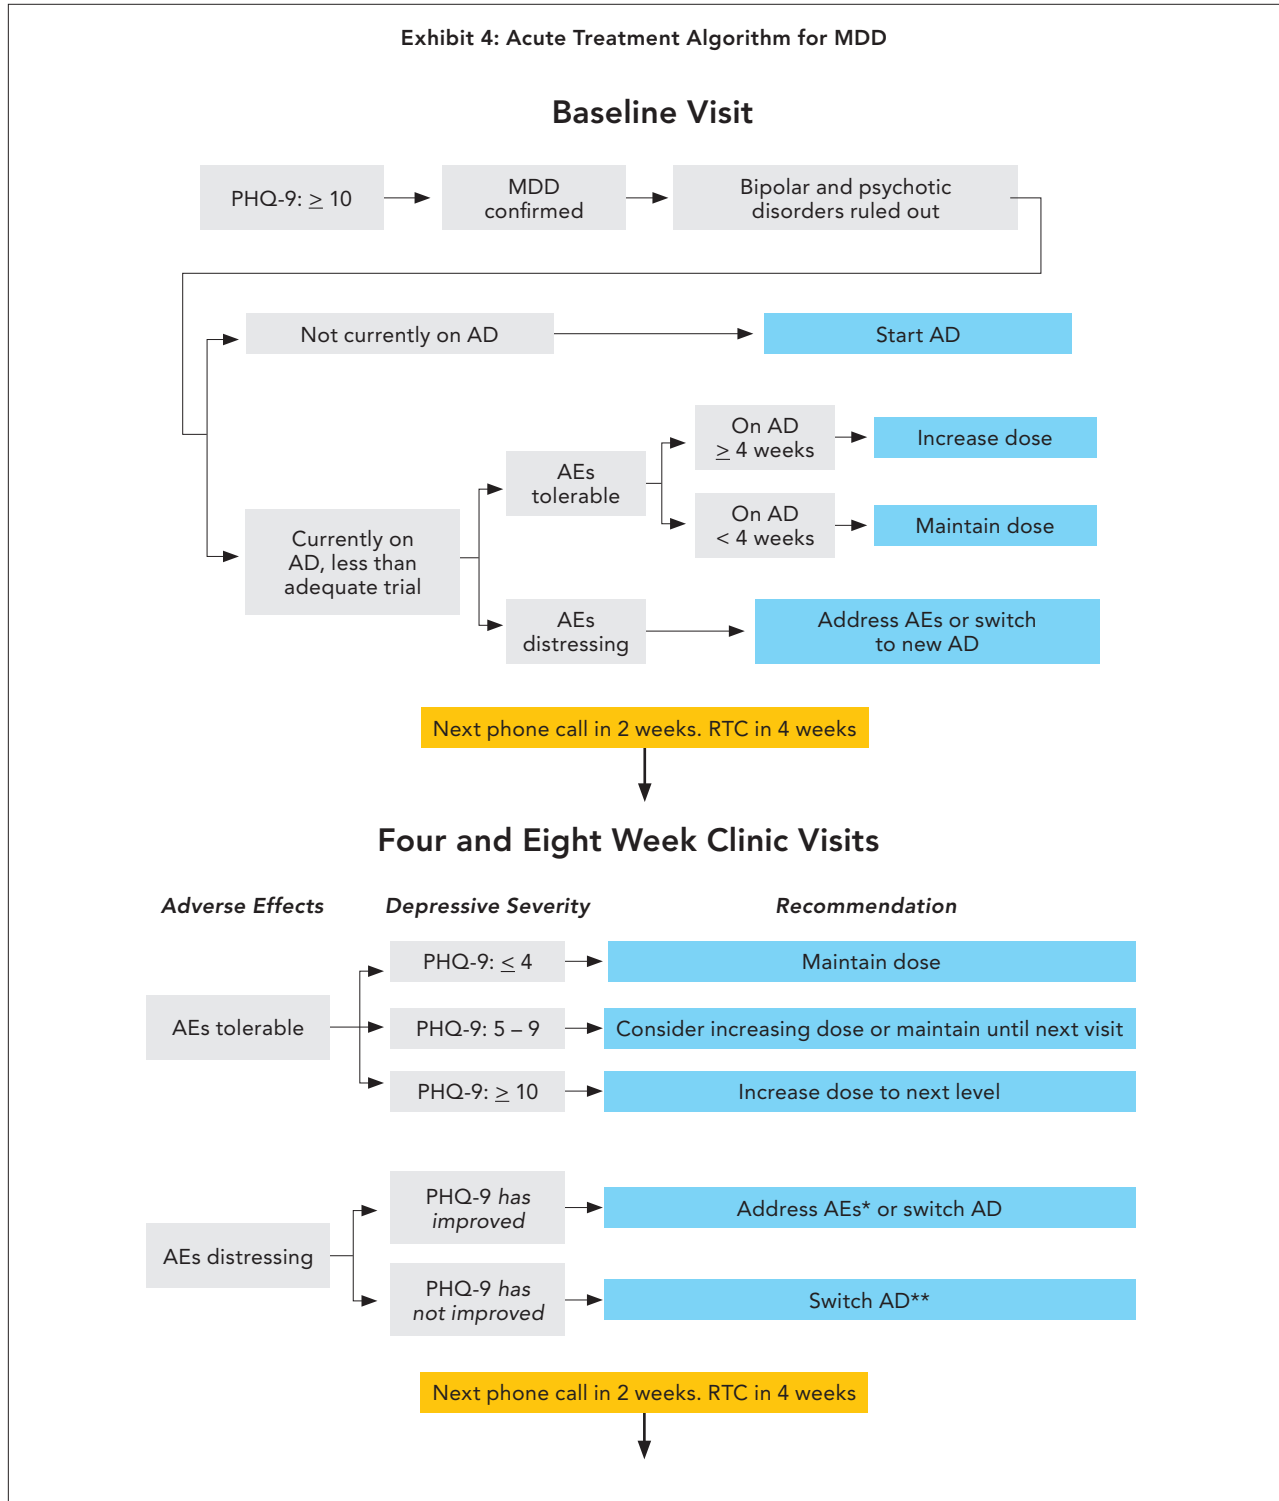 Exhibit 4: Acute Treatment Algorithm for MDD
Baseline Visit
PHQ-9: ≥ 10
MDD
confirmed
Bipolar and psychotic
disorders ruled out
Not currently on AD
Start AD
Currently on
AD, less than
adequate trial
AEs
tolerable
On AD
≥ 4 weeks
Increase dose
On AD
< 4 weeks
Maintain dose
AEs
distressing
Address AEs or switch
to new AD
Next phone call in 2 weeks. RTC in 4 weeks
Four and Eight Week Clinic Visits
Adverse Effects
Depressive Severity
Recommendation
AEs tolerable
PHQ-9: ≤ 4
Maintain dose
PHQ-9: 5 – 9
Consider increasing dose or maintain until next visit
PHQ-9: ≥ 10
Increase dose to next level
AEs distressing
PHQ-9 has
improved
Address AEs* or switch AD
PHQ-9 has
not improved
Switch AD**
Next phone call in 2 weeks. RTC in 4 weeks